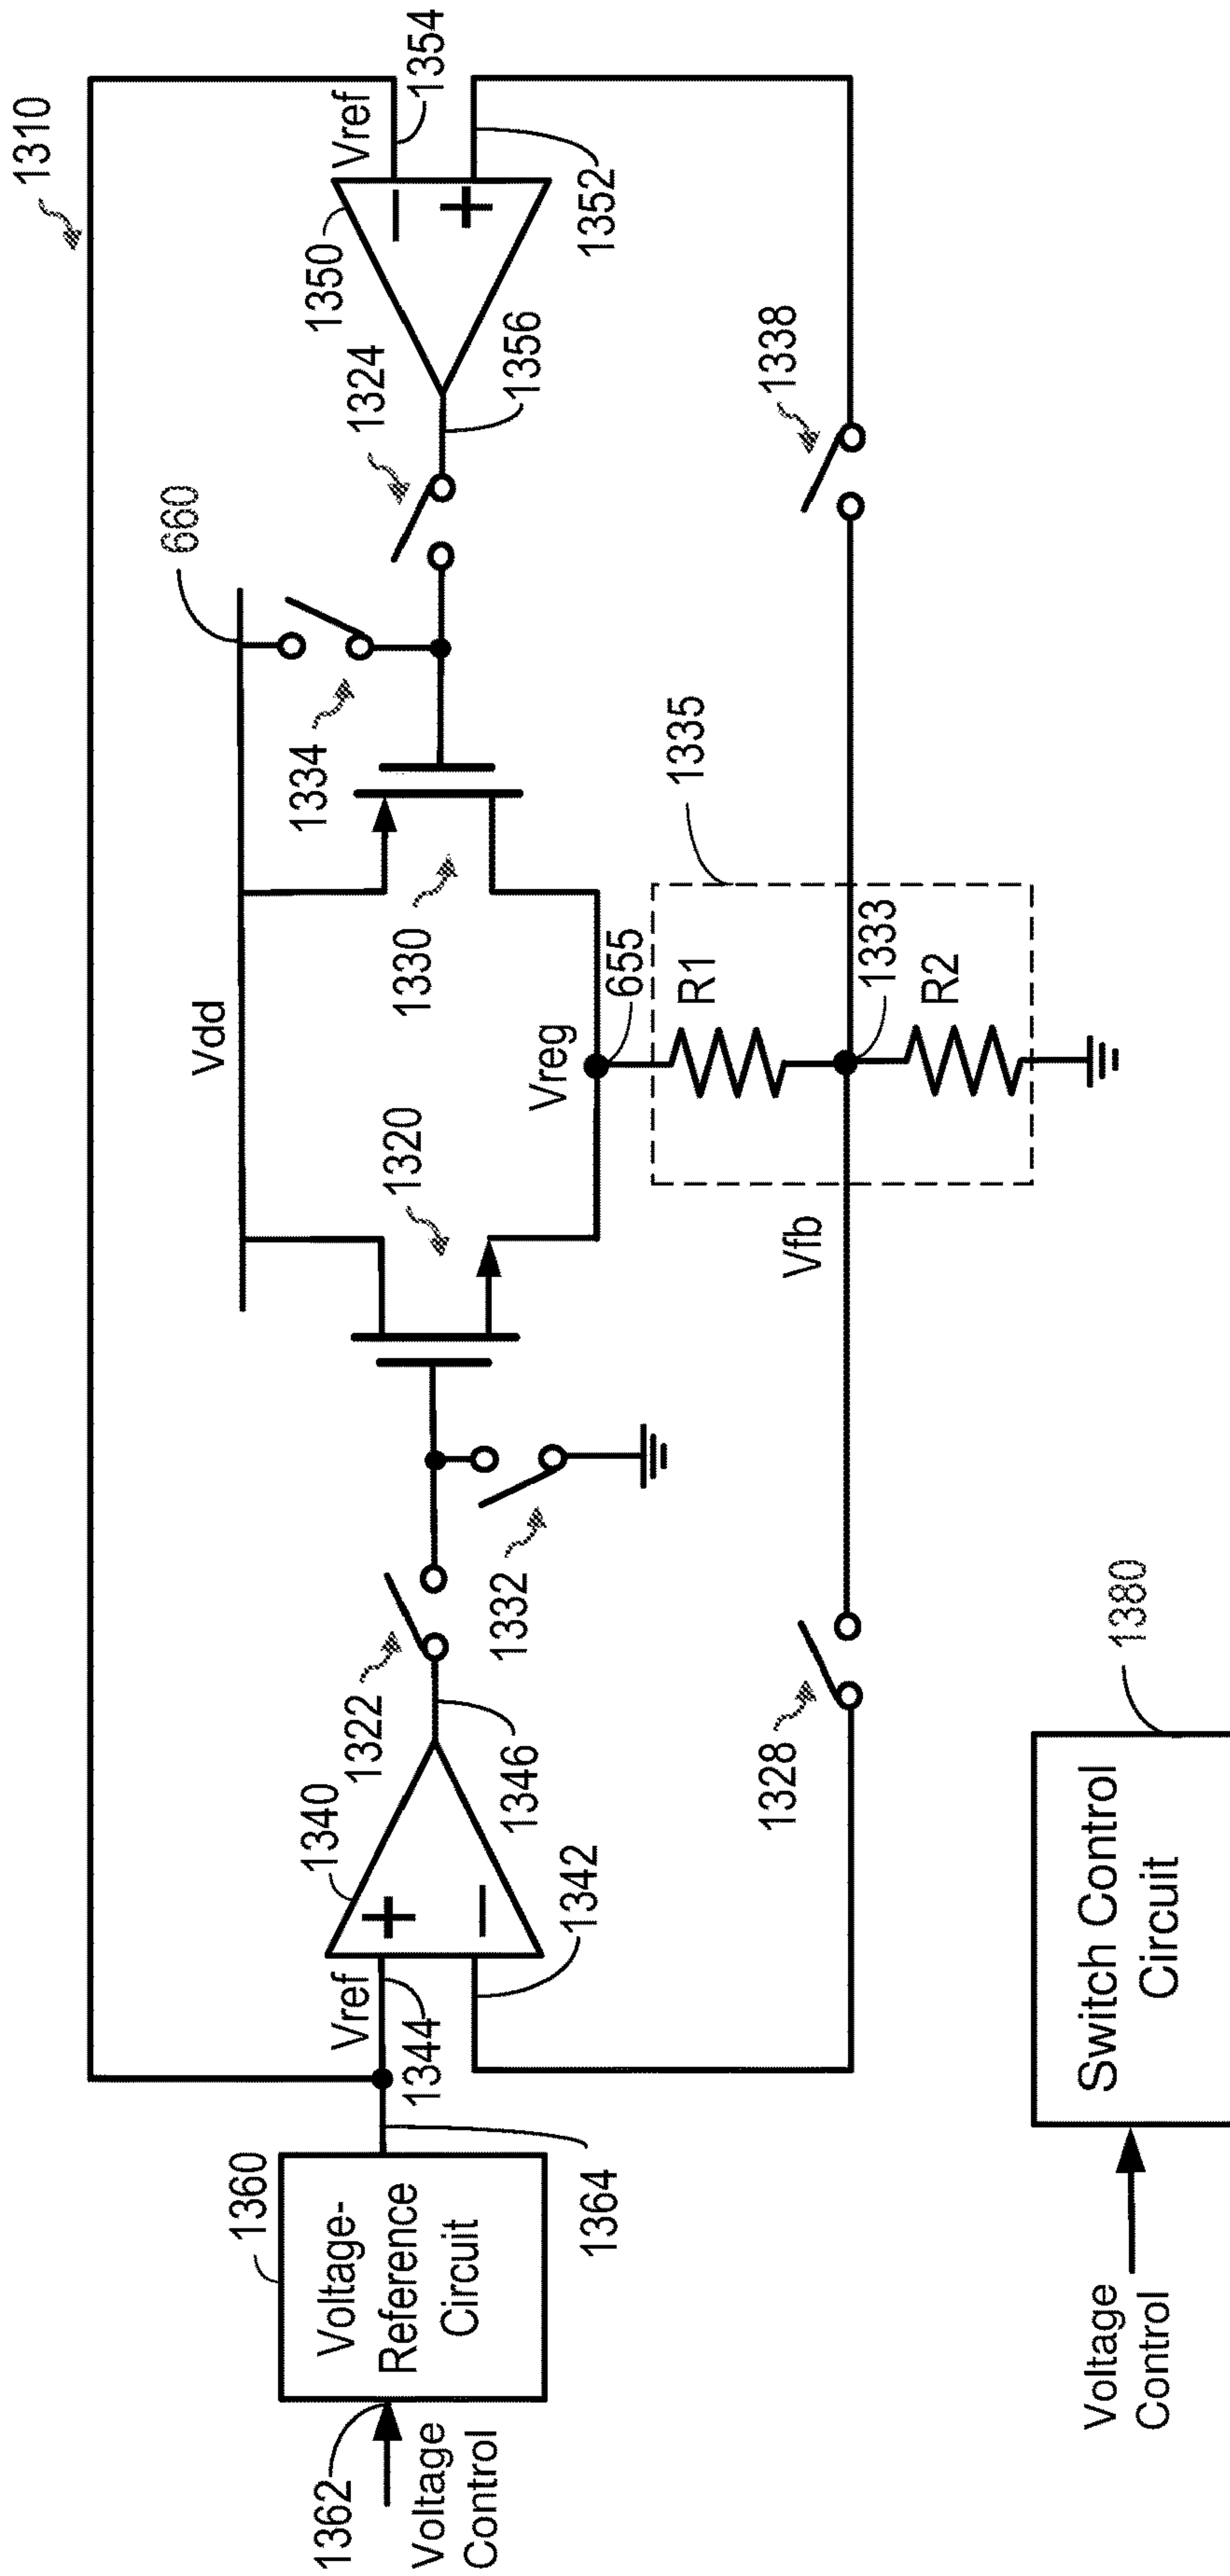 1310
1362
Voltage
Control
1360
Voltage-
Reference
Circuit
1364
Vref
1344
1340
+
−
1342
1346
1322
1332
Vdd
1320
1330
1334
660
1324
1356
1350
Vref
1354
−
+
1352
Vreg
655
1335
R1
1333
R2
Vfb
1328
1338
Voltage
Control
Switch Control
Circuit
1380